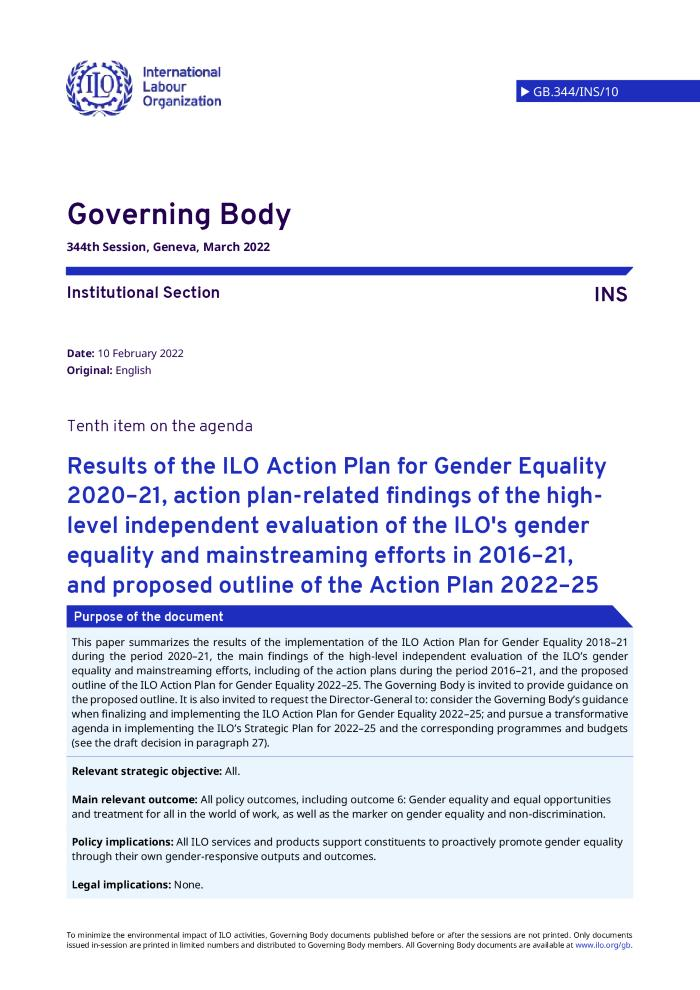 International
Labour
Organization
▶ GB.344/INS/10
Governing Body
344th Session, Geneva, March 2022
Institutional Section
INS
Date: 10 February 2022
Original: English
Tenth item on the agenda
Results of the ILO Action Plan for Gender Equality
2020–21, action plan-related findings of the high-
level independent evaluation of the ILO's gender
equality and mainstreaming efforts in 2016–21,
and proposed outline of the Action Plan 2022–25
Purpose of the document
This paper summarizes the results of the implementation of the ILO Action Plan for Gender Equality 2018–21
during the period 2020–21, the main findings of the high-level independent evaluation of the ILO’s gender
equality and mainstreaming efforts, including of the action plans during the period 2016–21, and the proposed
outline of the ILO Action Plan for Gender Equality 2022–25. The Governing Body is invited to provide guidance on
the proposed outline. It is also invited to request the Director-General to: consider the Governing Body’s guidance
when finalizing and implementing the ILO Action Plan for Gender Equality 2022–25; and pursue a transformative
agenda in implementing the ILO’s Strategic Plan for 2022–25 and the corresponding programmes and budgets
(see the draft decision in paragraph 27).
Relevant strategic objective: All.
Main relevant outcome: All policy outcomes, including outcome 6: Gender equality and equal opportunities
and treatment for all in the world of work, as well as the marker on gender equality and non-discrimination.
Policy implications: All ILO services and products support constituents to proactively promote gender equality
through their own gender-responsive outputs and outcomes.
Legal implications: None.
To minimize the environmental impact of ILO activities, Governing Body documents published before or after the sessions are not printed. Only documents
issued in-session are printed in limited numbers and distributed to Governing Body members. All Governing Body documents are available at www.ilo.org/gb.